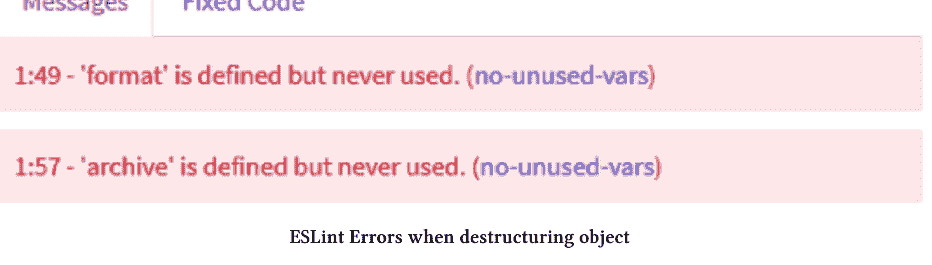 Messages Fixed Code
1:49 - 'format' is defined but never used. (no-unused-vars)
1:57 - 'archive' is defined but never used. (no-unused-vars)
ESLint Errors when destructuring object